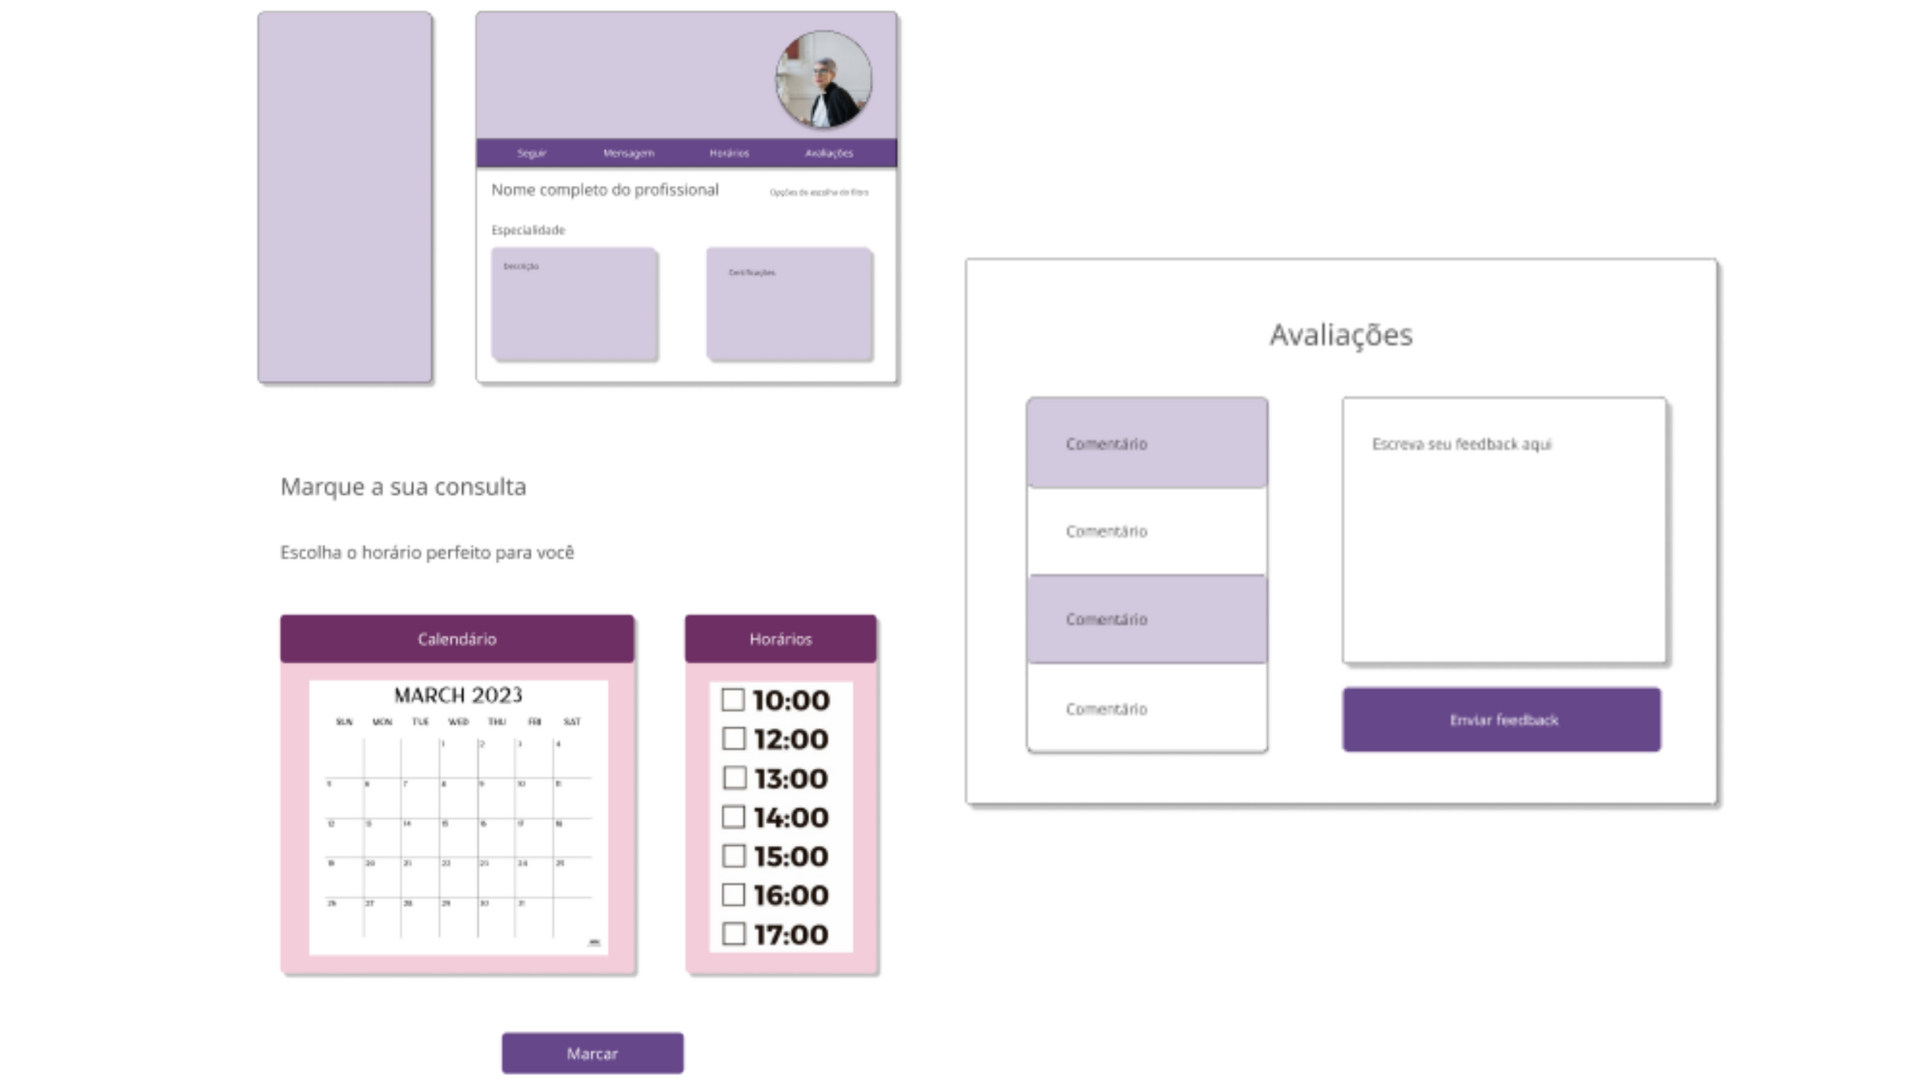 Seguir Mensagem Horários Avaliações
Nome completo do profissional
Opções de escolha do filtro
Especialidade
Descrição
Certificações
Marque a sua consulta
Escolha o horário perfeito para você
Calendário
MARCH 2023
SUN MON TUE WED THU FRI SAT
1 2 3 4
5 6 7 8 9 10 11
12 13 14 15 16 17 18
19 20 21 22 23 24 25
26 27 28 29 30 31
Horários
10:00
12:00
13:00
14:00
15:00
16:00
17:00
Marcar
Avaliações
Comentário
Comentário
Comentário
Comentário
Escreva seu feedback aqui
Enviar feedback